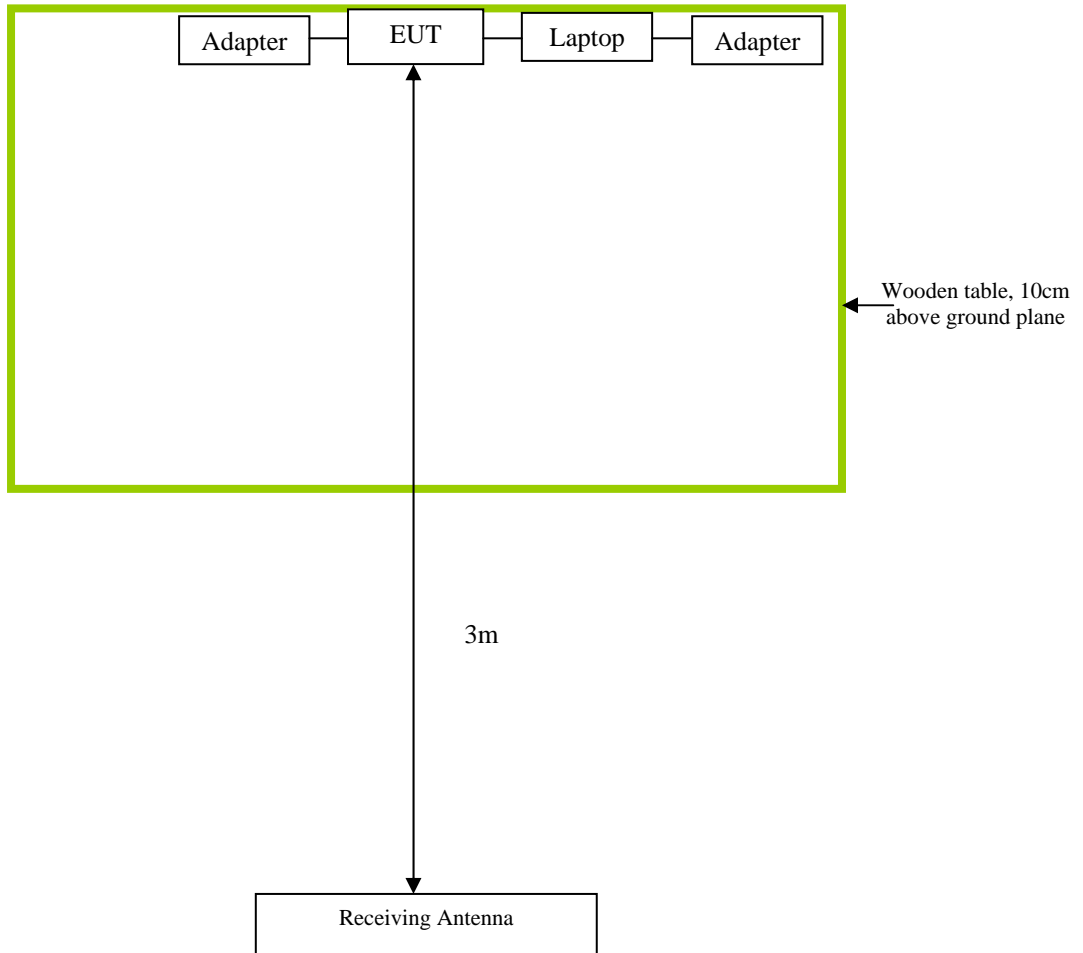 Adapter
EUT
Laptop
Adapter
Wooden table, 10cm
above ground plane
3m
Receiving Antenna